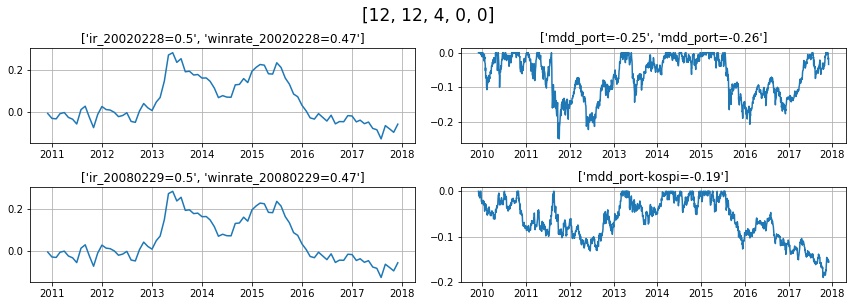 [12, 12, 4, 0, 0]
['ir_20020228=0.5', 'winrate_20020228=0.47']
0.2
0.0
2011 2012 2013 2014 2015 2016 2017 2018
['mdd_port=-0.25', 'mdd_port=-0.26']
0.0
−0.1
−0.2
2010 2011 2012 2013 2014 2015 2016 2017 2018
['ir_20080229=0.5', 'winrate_20080229=0.47']
0.2
0.0
2011 2012 2013 2014 2015 2016 2017 2018
['mdd_port-kospi=-0.19']
0.0
−0.1
−0.2
2010 2011 2012 2013 2014 2015 2016 2017 2018